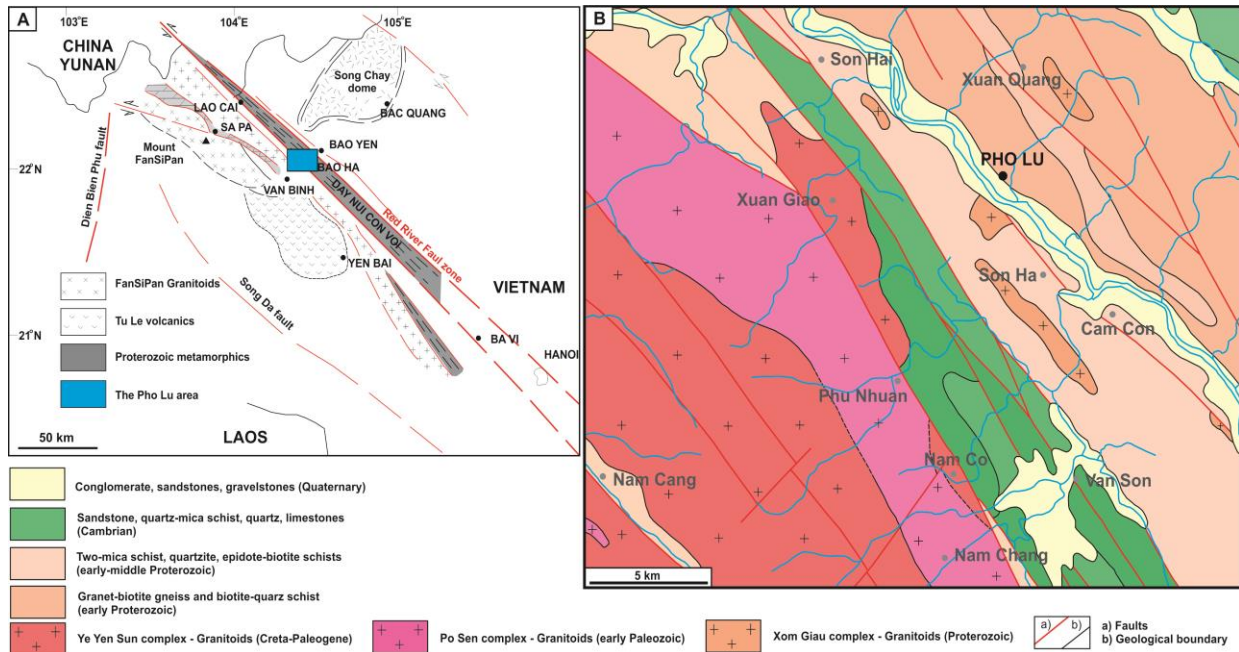 A
103°E
104°E
105°E
CHINA
YUNAN
Song Chay
dome
LAO CAI
BAC QUANG
SA PA
Mount
FanSiPan
BAO YEN
BAO HA
22°N
VAN BINH
DAY NUI CON VOI
Red River Faul zone
Dien Bien Phu fault
YEN BAI
FanSiPan Granitoids
Song Da fault
VIETNAM
Tu Le volcanics
21°N
BA VI
Proterozoic metamorphics
HANOI
The Pho Lu area
50 km
LAOS
B
Son Hai
Xuan Quang
PHO LU
Xuan Giao
Son Ha
Cam Con
Phu Nhuan
Nam Co
Nam Cang
Van Son
Nam Chang
5 km
Conglomerate, sandstones, gravelstones (Quaternary)
Sandstone, quartz-mica schist, quartz, limestones
(Cambrian)
Two-mica schist, quartzite, epidote-biotite schists
(early-middle Proterozoic)
Granet-biotite gneiss and biotite-quarz schist
(early Proterozoic)
Ye Yen Sun complex - Granitoids (Creta-Paleogene)
Po Sen complex - Granitoids (early Paleozoic)
Xom Giau complex - Granitoids (Proterozoic)
a) b)
a) Faults
b) Geological boundary